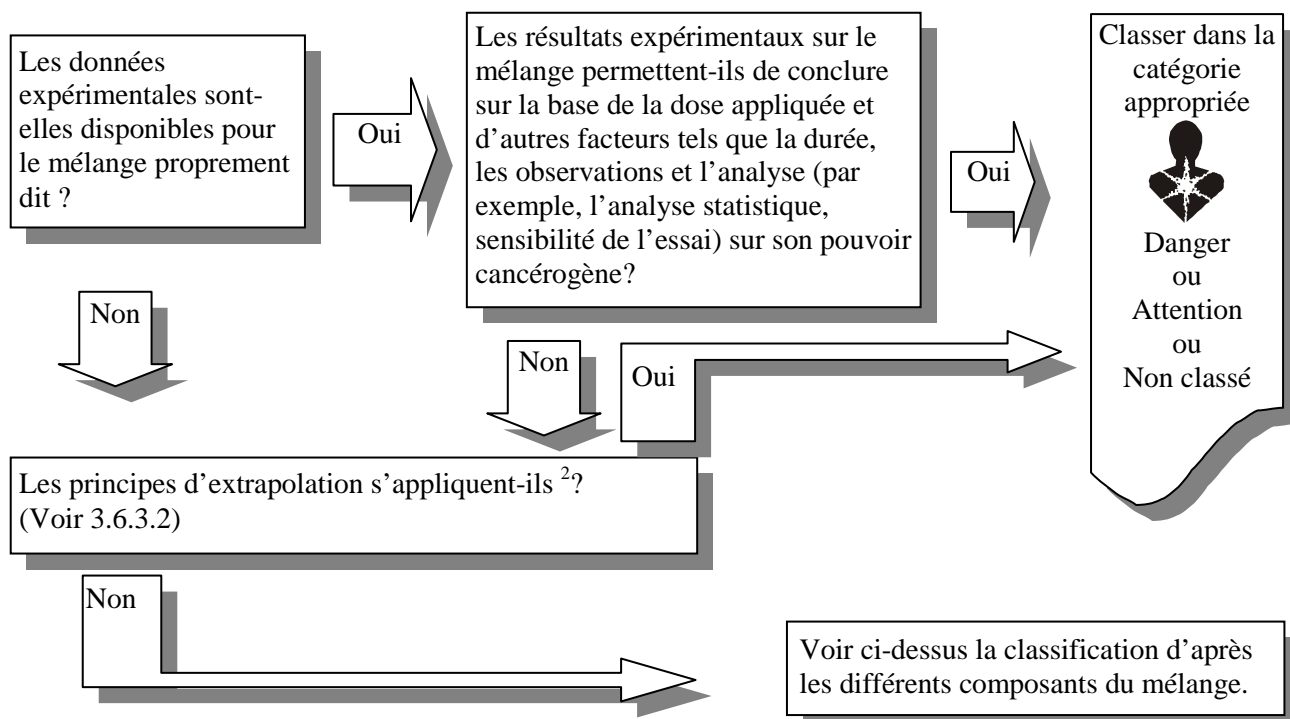 Les données
expérimentales sont-
elles disponibles pour
le mélange proprement
dit ?
Oui
Les résultats expérimentaux sur le
mélange permettent-ils de conclure
sur la base de la dose appliquée et
d’autres facteurs tels que la durée,
les observations et l’analyse (par
exemple, l’analyse statistique,
sensibilité de l’essai) sur son pouvoir
cancérogène?
Oui
Classer dans la
catégorie
appropriée
Danger
ou
Attention
ou
Non classé
Non
Non
Oui
Les principes d’extrapolation s’appliquent-ils ²?
(Voir 3.6.3.2)
Non
Voir ci-dessus la classification d’après
les différents composants du mélange.